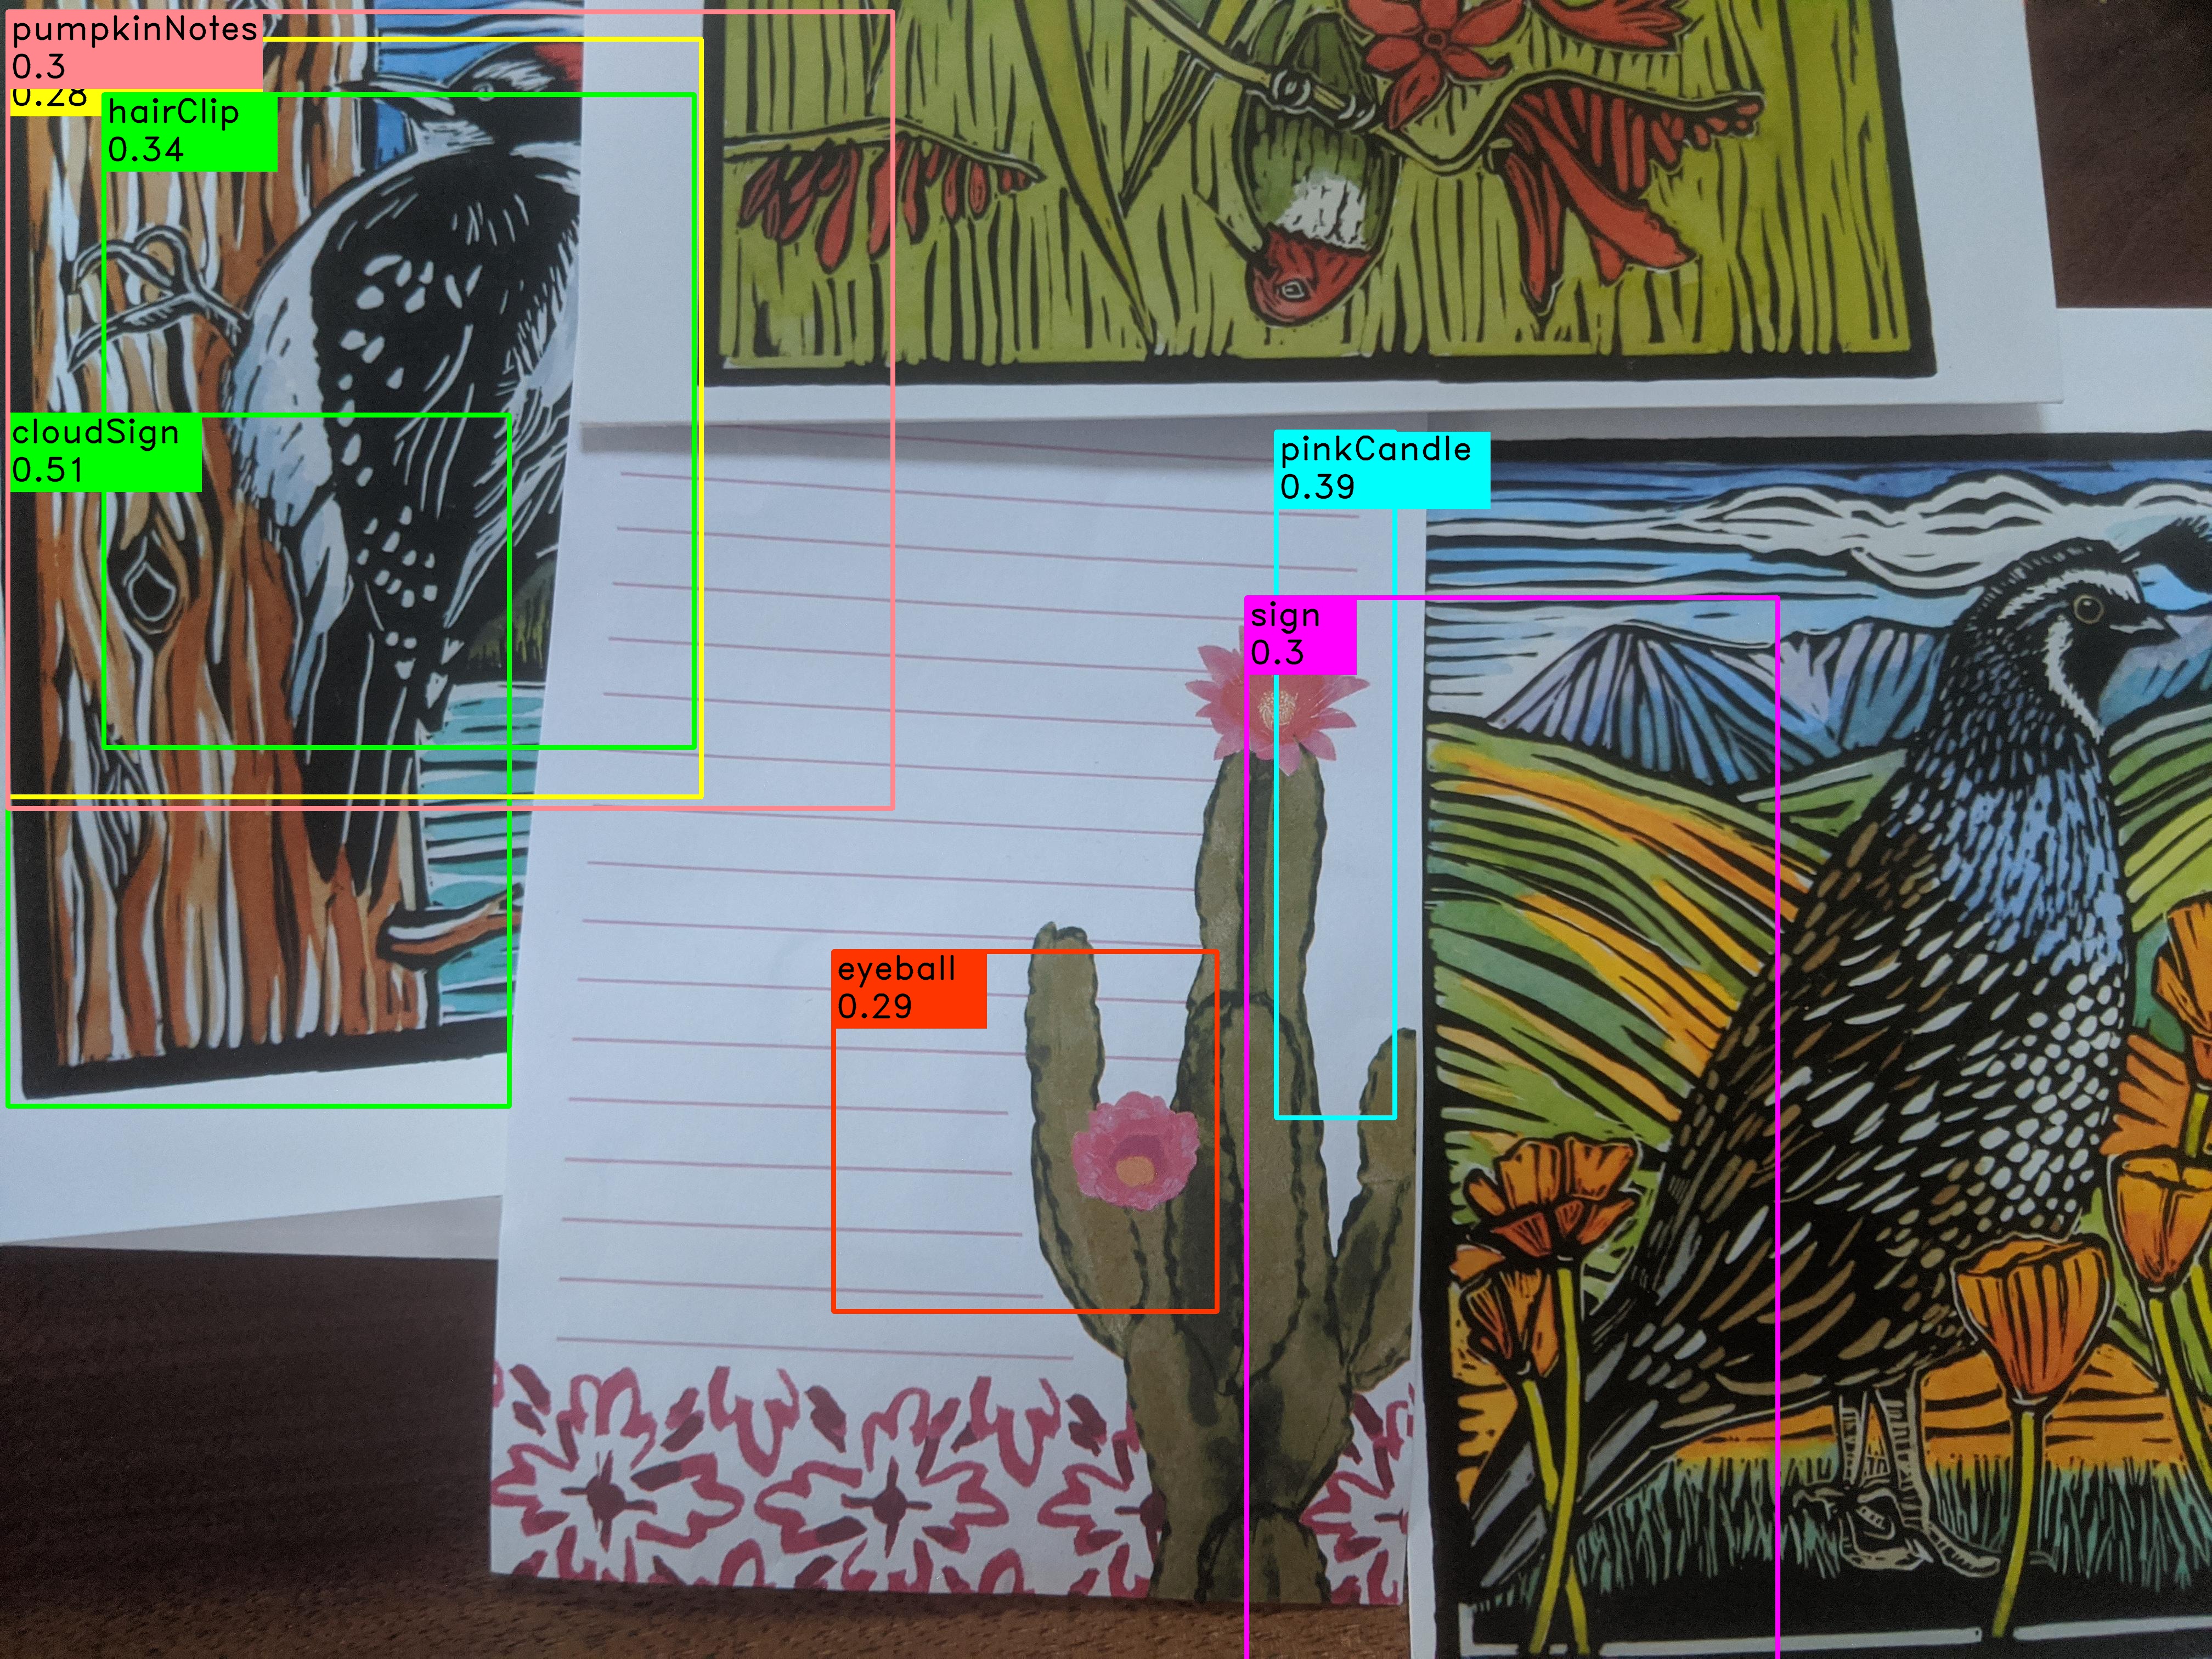 pumpkinNotes
0.3
0.28
hairClip
0.34
cloudSign
0.51
pinkCandle
0.39
sign
0.3
eyeball
0.29